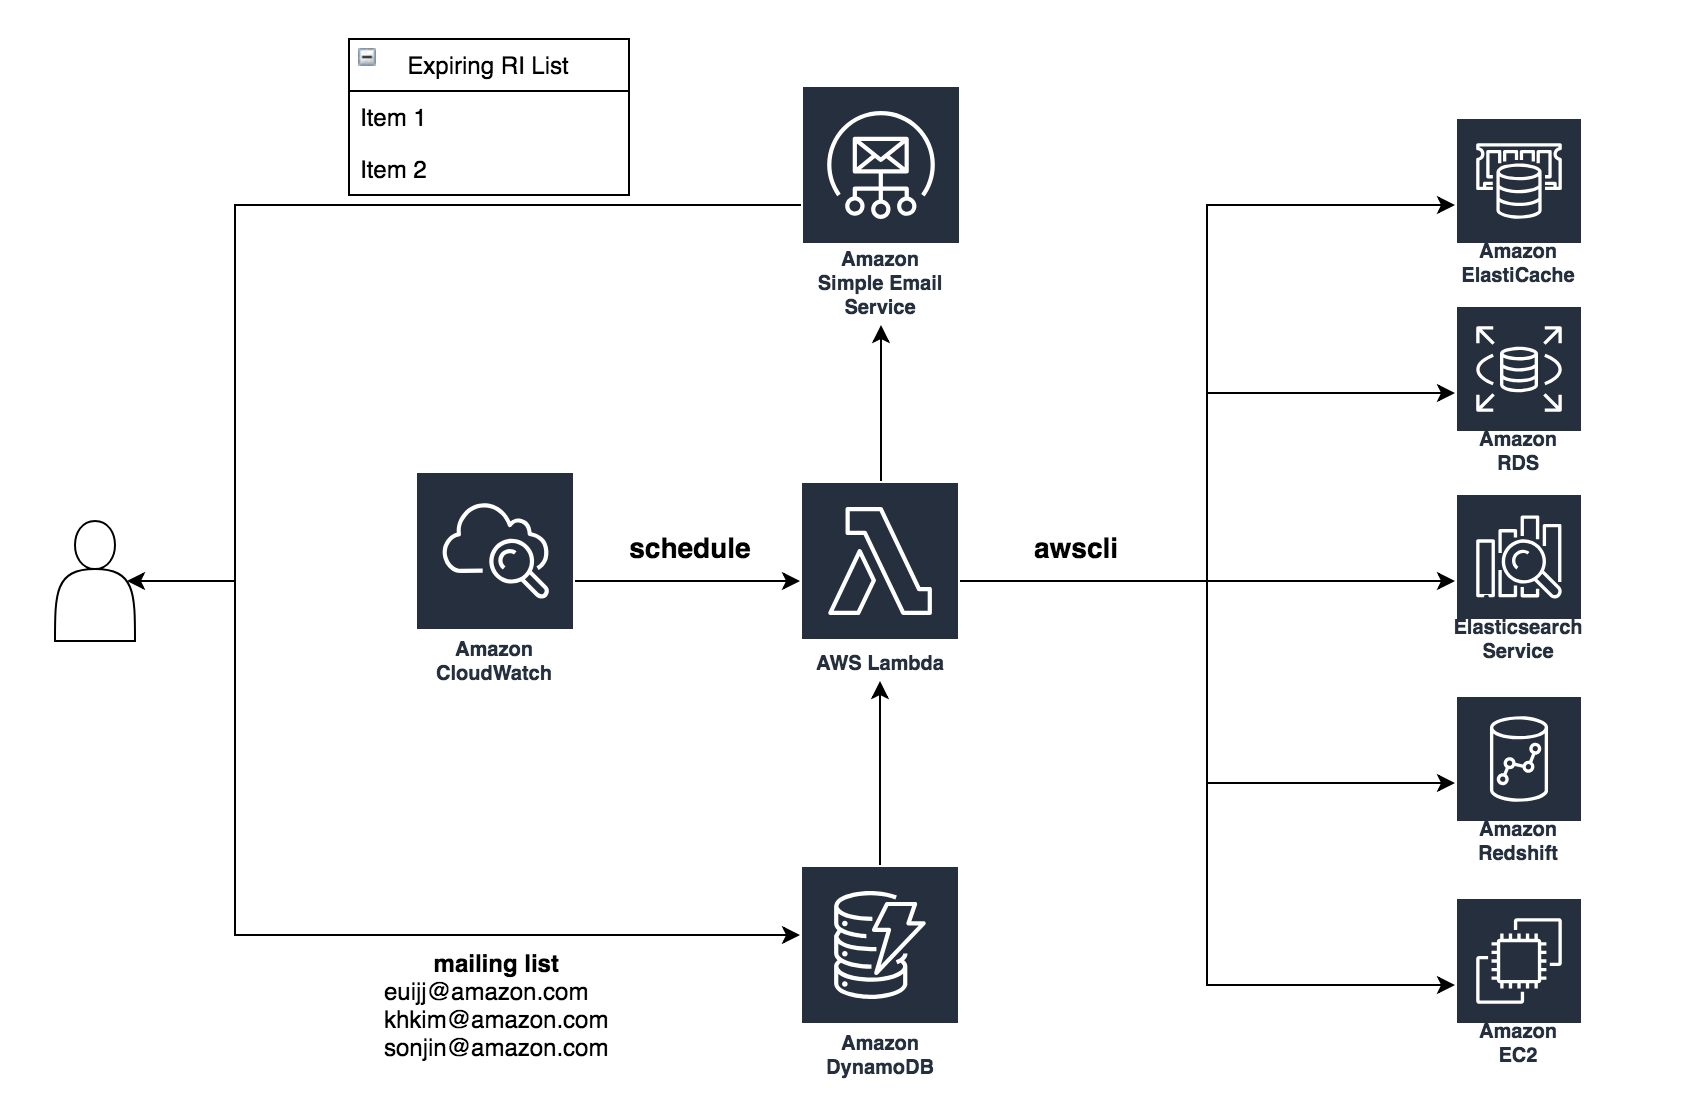 Expiring RI List
Item 1
Item 2
Amazon
Simple Email
Service
Amazon
ElastiCache
Amazon
RDS
schedule
awscli
Amazon
CloudWatch
AWS Lambda
Elasticsearch
Service
Amazon
Redshift
mailing list
euijj@amazon.com
khkim@amazon.com
sonjin@amazon.com
Amazon
DynamoDB
Amazon
EC2